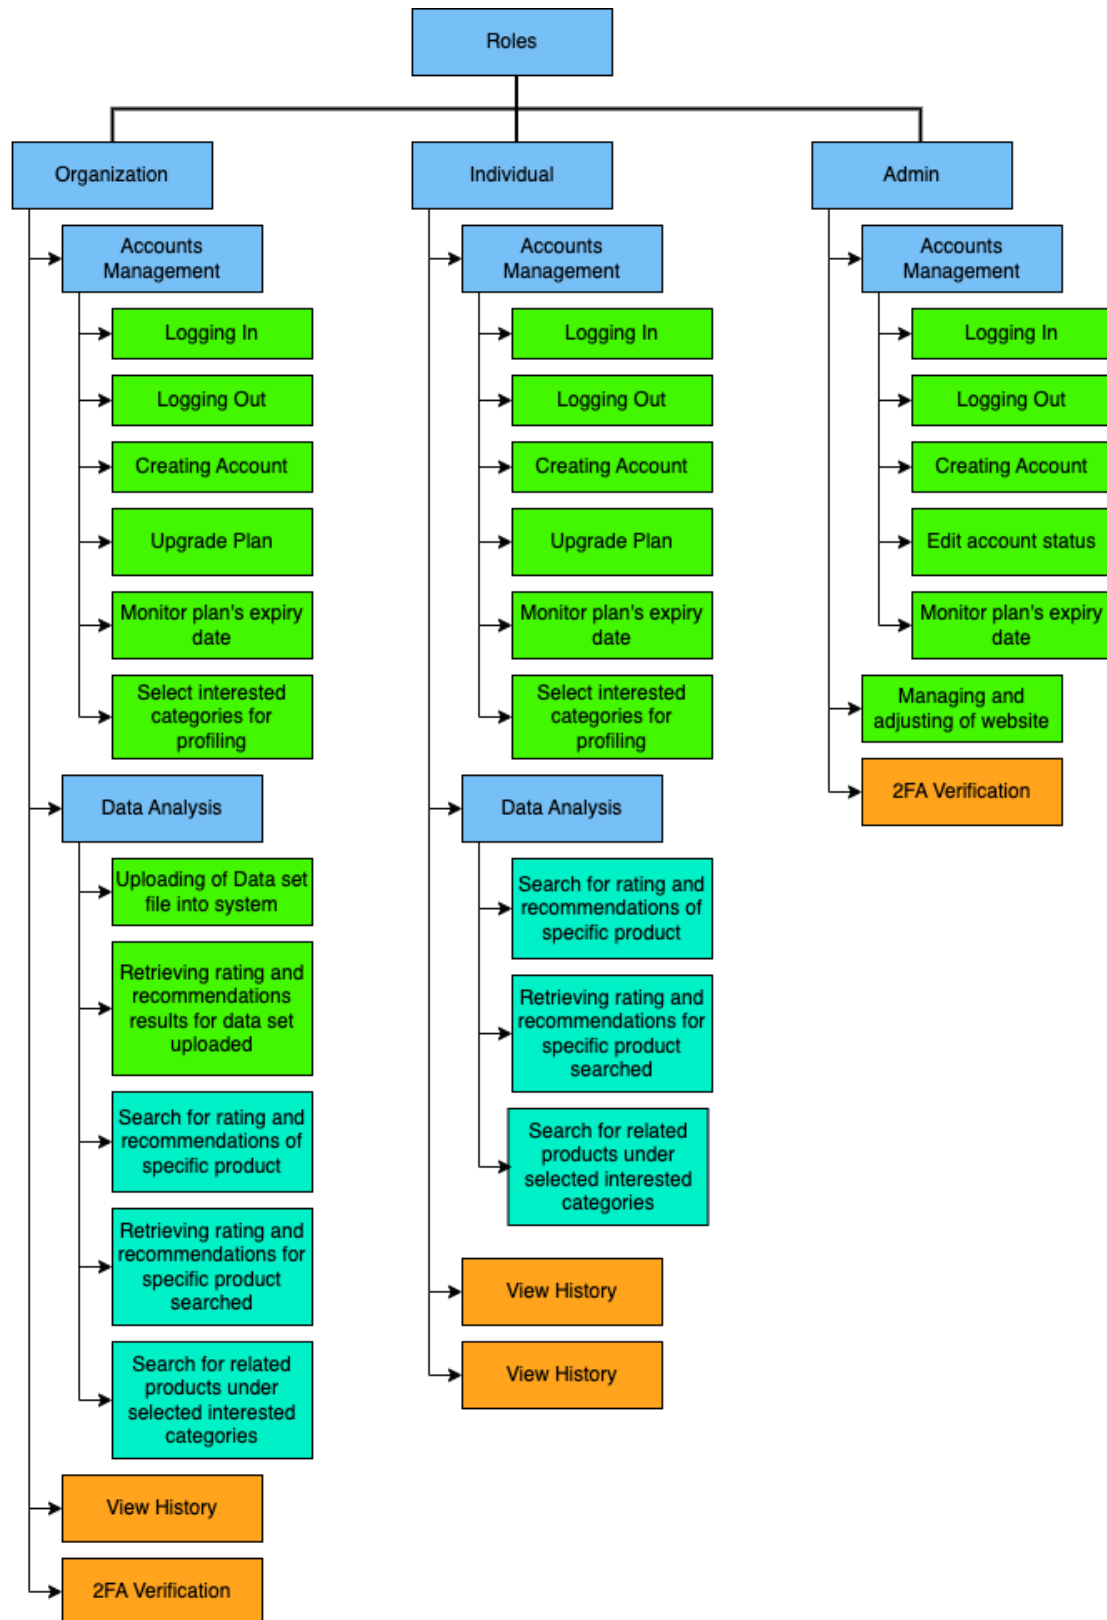 Roles
Organization
Accounts
Management
Logging In
Logging Out
Creating Account
Upgrade Plan
Monitor plan's expiry
date
Select interested
categories for
profiling
Data Analysis
Uploading of Data set
file into system
Retrieving rating and
recommendations
results for data set
uploaded
Search for rating and
recommendations of
specific product
Retrieving rating and
recommendations for
specific product
searched
Search for related
products under
selected interested
categories
View History
2FA Verification
Individual
Accounts
Management
Logging In
Logging Out
Creating Account
Upgrade Plan
Monitor plan's expiry
date
Select interested
categories for
profiling
Data Analysis
Search for rating and
recommendations of
specific product
Retrieving rating and
recommendations for
specific product
searched
Search for related
products under
selected interested
categories
View History
View History
Admin
Accounts
Management
Logging In
Logging Out
Creating Account
Edit account status
Monitor plan's expiry
date
Managing and
adjusting of website
2FA Verification